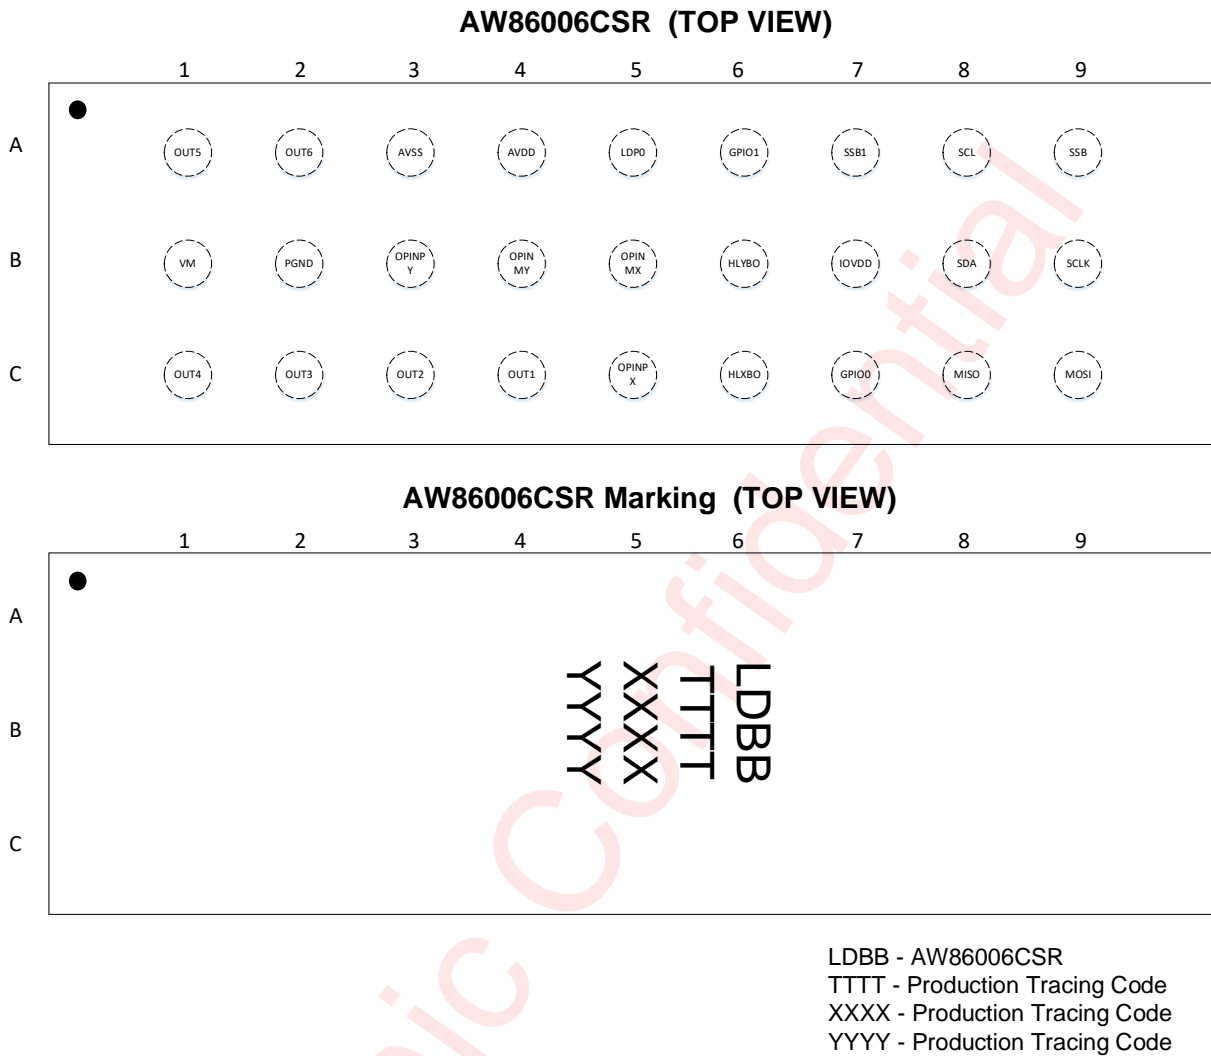 AW86006CSR (TOP VIEW)
1 2 3 4 5 6 7 8 9
A
OUT5 OUT6 AVSS AVDD LDP0 GPIO1 SSB1 SCL SSB
B
VM PGND OPINP Y OPIN MY OPIN MX HLYBO IOVDD SDA SCLK
C
OUT4 OUT3 OUT2 OUT1 OPINP X HLXBO GPIO0 MISO MOSI
AW86006CSR Marking (TOP VIEW)
1 2 3 4 5 6 7 8 9
A
B
C
LDBB
TTTT
XXXX
YYYY
LDBB - AW86006CSR
TTTT - Production Tracing Code
XXXX - Production Tracing Code
YYYY - Production Tracing Code
nic Confidential